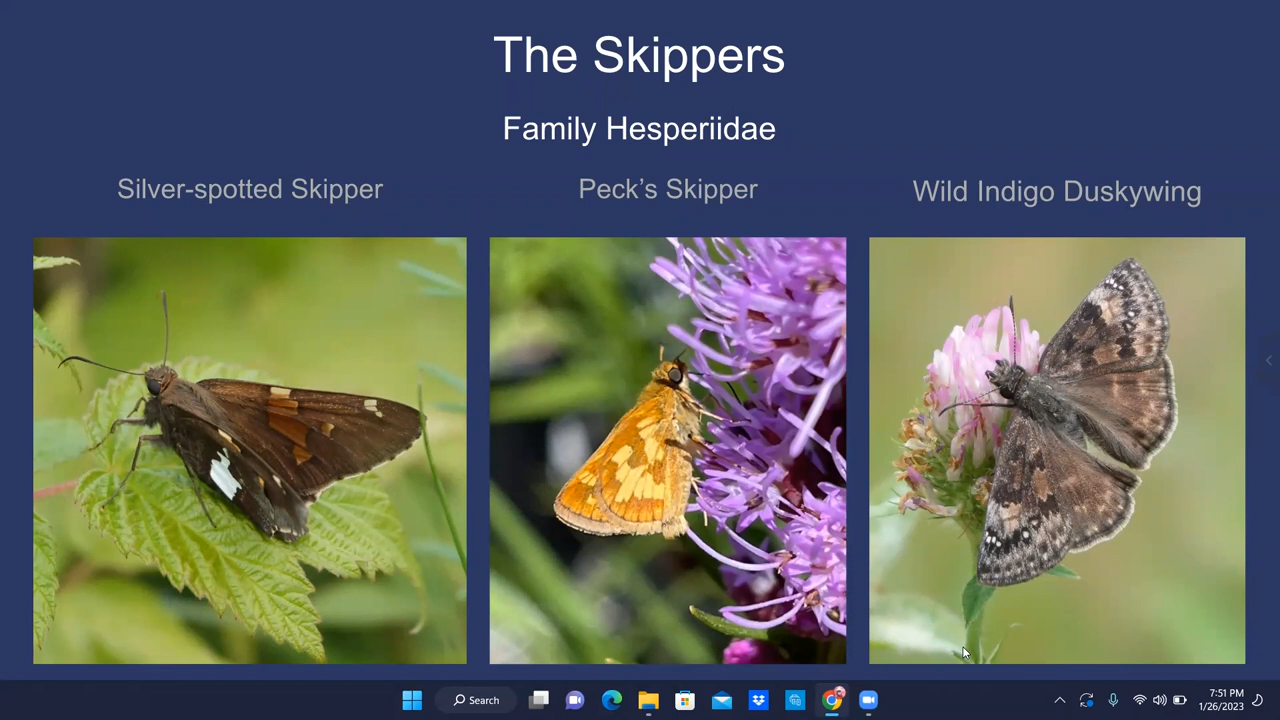 The Skippers
Family Hesperiidae
Silver-spotted Skipper
Peck's Skipper
Wild Indigo Duskywing
Search
7:51 PM
1/26/2023